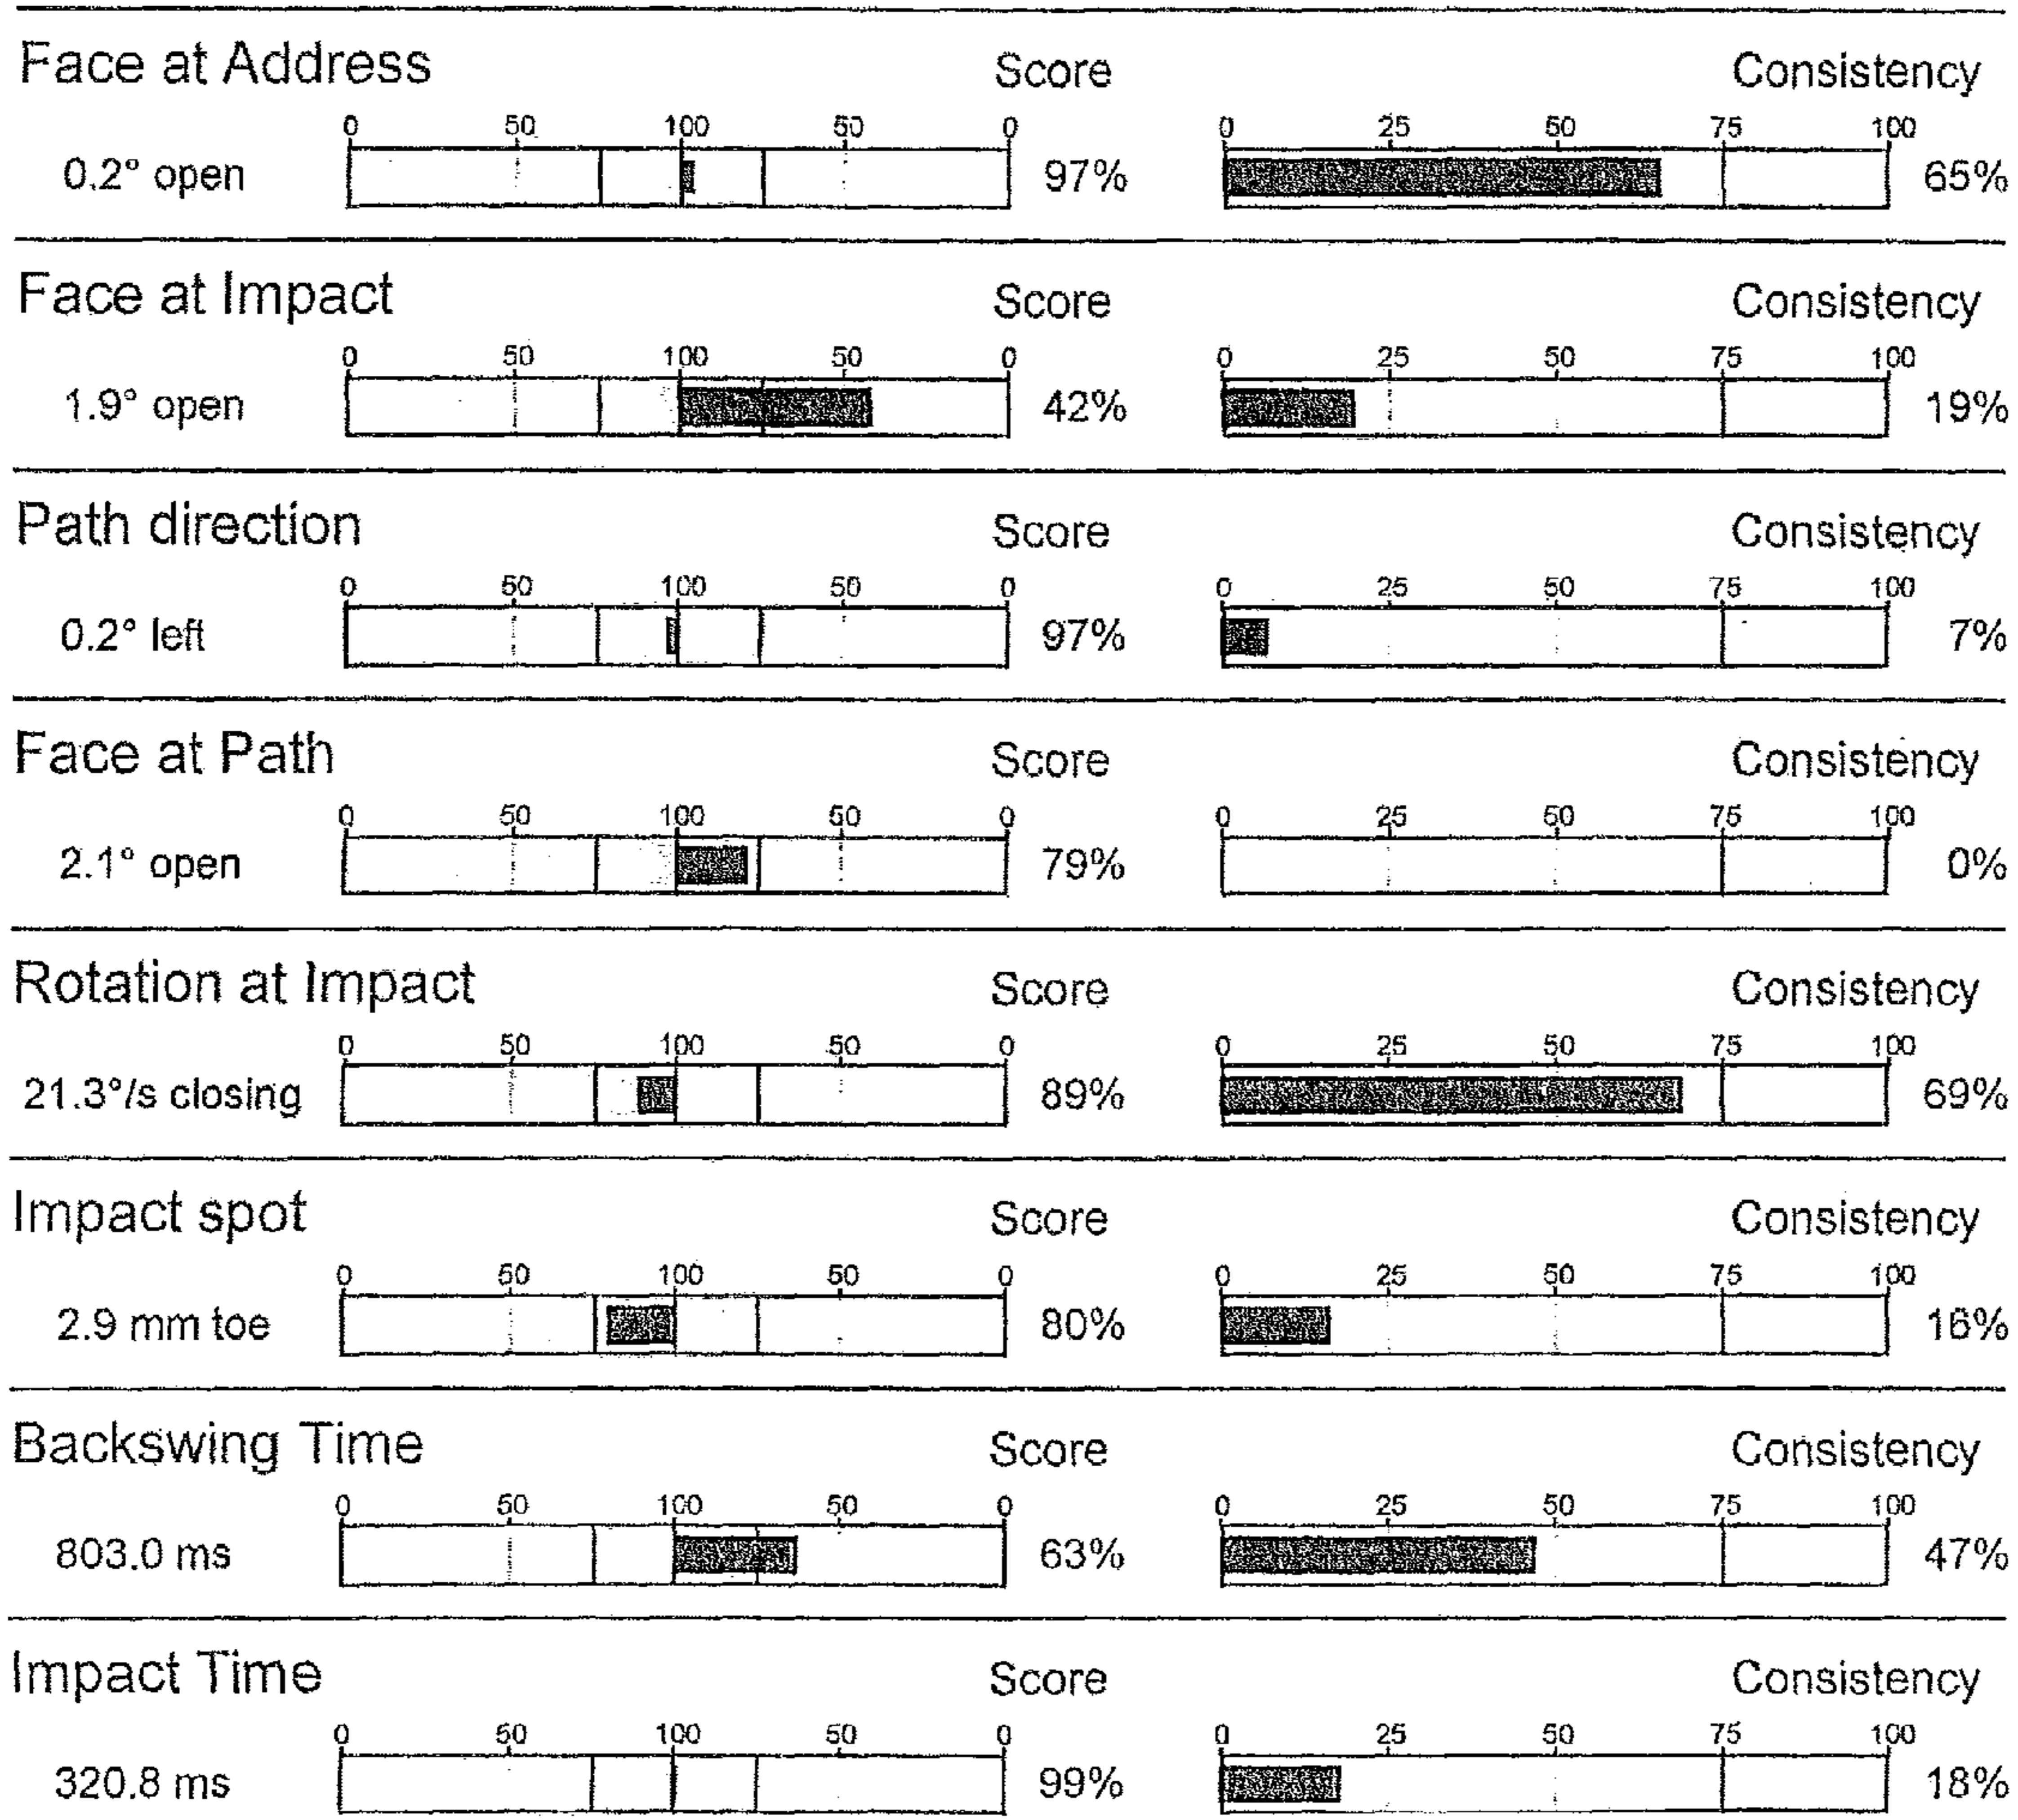 Face at Address Score Consistency
0 50 100 50 0 0 25 50 75 100
0.2° open 97% 65%
Face at Impact Score Consistency
0 50 100 50 0 0 25 50 75 100
1.9° open 42% 19%
Path direction Score Consistency
0 50 100 50 0 0 25 50 75 100
0.2° left 97% 7%
Face at Path Score Consistency
0 50 100 50 0 0 25 50 75 100
2.1° open 79% 0%
Rotation at Impact Score Consistency
0 50 100 50 0 0 25 50 75 100
21.3°/s closing 89% 69%
Impact spot Score Consistency
0 50 100 50 0 0 25 50 75 100
2.9 mm toe 80% 16%
Backswing Time Score Consistency
0 50 100 50 0 0 25 50 75 100
803.0 ms 63% 47%
Impact Time Score Consistency
0 50 100 50 0 0 25 50 75 100
320.8 ms 99% 18%